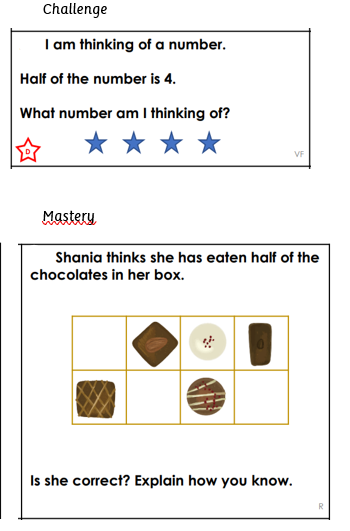 Challenge
I am thinking of a number.
Half of the number is 4.
What number am I thinking of?
D
VF
Mastery
Shania thinks she has eaten half of the
chocolates in her box.
Is she correct? Explain how you know.
R